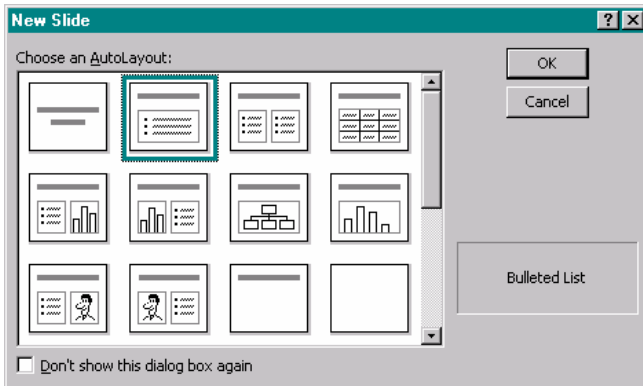 New Slide
Choose an AutoLayout:
OK
Cancel
Bulleted List
Don't show this dialog box again